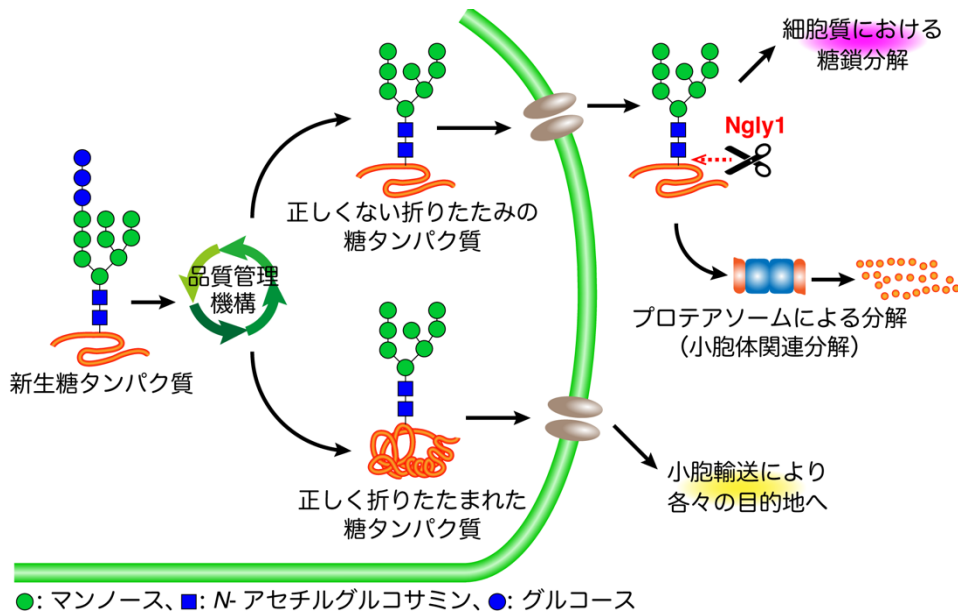 細胞質における
糖鎖分解
Ngly1
正しくない折りたたみの
糖タンパク質
品質管理
機構
プロテアソームによる分解
（小胞体関連分解）
新生糖タンパク質
正しく折りたたまれた
糖タンパク質
小胞輸送により
各々の目的地へ
●: マンノース、■: N- アセチルグルコサミン、●: グルコース